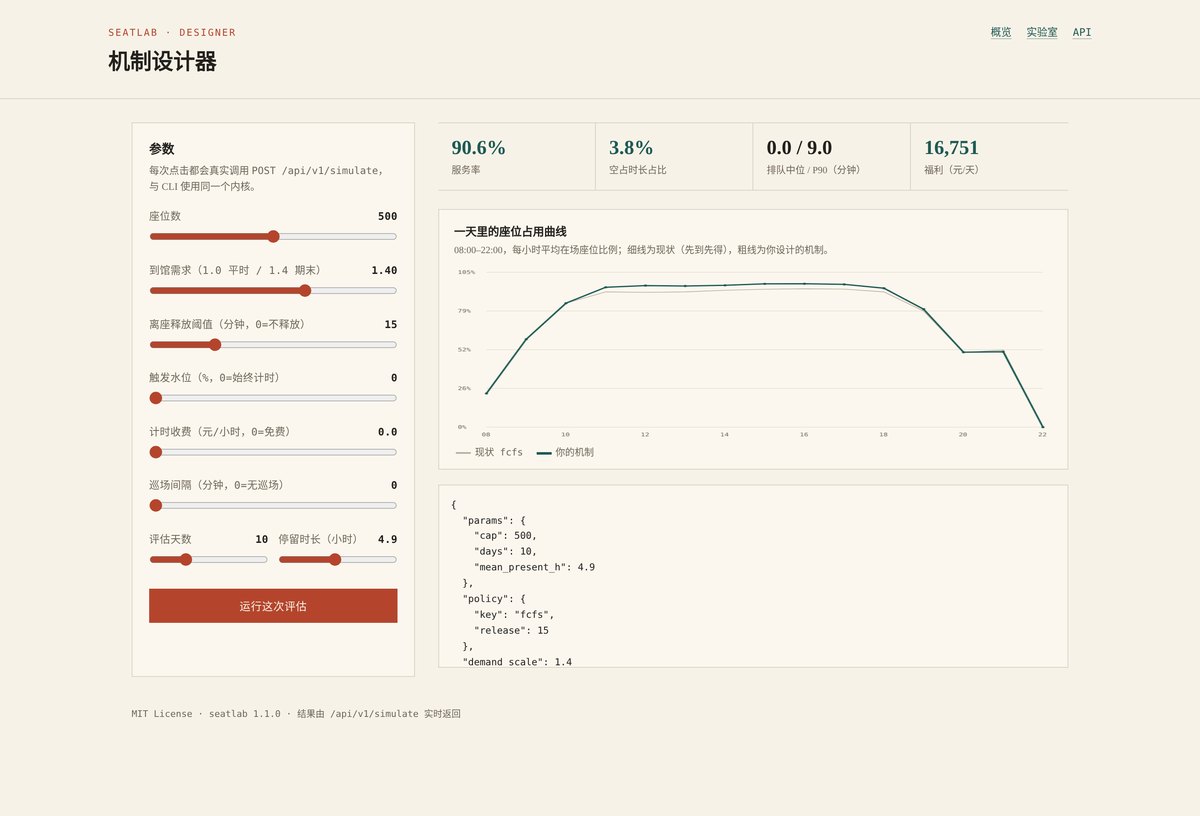 SEATLAB · DESIGNER
机制设计器
概览 实验室 API
参数
每次点击都会真实调用 POST /api/v1/simulate，
与 CLI 使用同一个内核。
座位数 500
到馆需求（1.0 平时 / 1.4 期末） 1.40
离座释放阈值（分钟，0=不释放） 15
触发水位（%，0=始终计时） 0
计时收费（元/小时，0=免费） 0.0
巡场间隔（分钟，0=无巡场） 0
评估天数 10 停留时长（小时） 4.9
运行这次评估
90.6%
服务率
3.8%
空占时长占比
0.0 / 9.0
排队中位 / P90（分钟）
16,751
福利（元/天）
一天里的座位占用曲线
08:00–22:00，每小时平均在场座位比例；细线为现状（先到先得），粗线为你设计的机制。
105%
79%
52%
26%
0%
08 10 12 14 16 18 20 22
现状 fcfs 你的机制
{
"params": {
"cap": 500,
"days": 10,
"mean_present_h": 4.9
},
"policy": {
"key": "fcfs",
"release": 15
},
"demand_scale": 1.4
MIT License · seatlab 1.1.0 · 结果由 /api/v1/simulate 实时返回